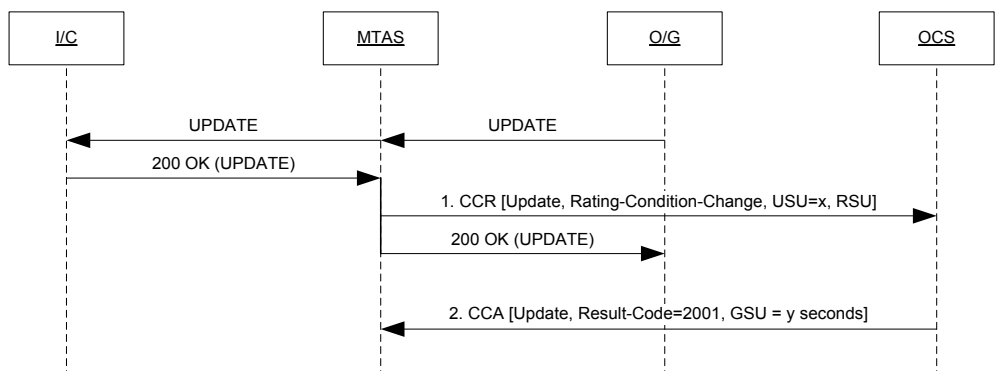 I/C
MTAS
O/G
OCS
UPDATE
UPDATE
200 OK (UPDATE)
1. CCR [Update, Rating-Condition-Change, USU=x, RSU]
200 OK (UPDATE)
2. CCA [Update, Result-Code=2001, GSU = y seconds]